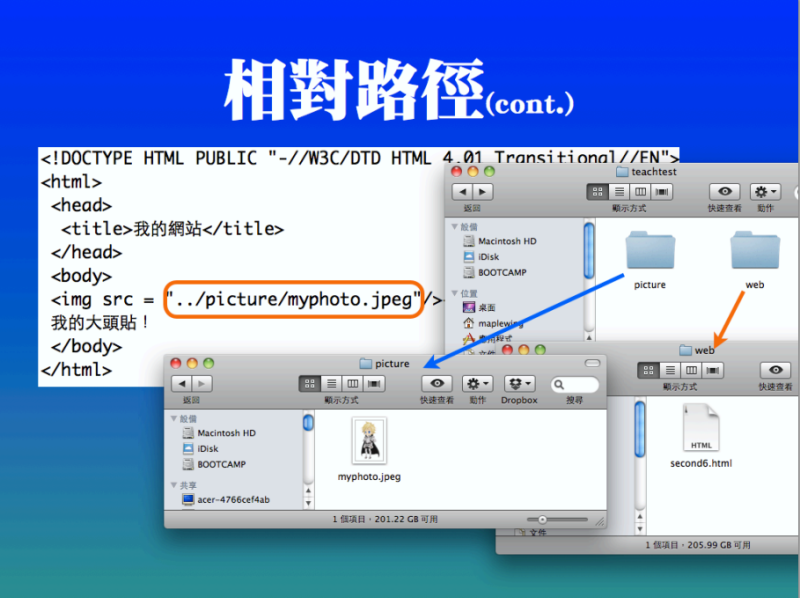 相對路徑(cont.)
<!DOCTYPE HTML PUBLIC "-//W3C/DTD HTML 4.01 Transitional//EN">
<html>
<head>
<title>我的網站</title>
</head>
<body>
<img src = "../picture/myphoto.jpeg"/>
我的大頭貼！
</body>
</html>
teachtest
返回
顯示方式
快速查看
動作
裝置
Macintosh HD
iDisk
BOOTCAMP
位置
桌面
maplewing
應用程式
文件
picture
web
picture
返回
顯示方式
快速查看
動作
Dropbox
搜尋
裝置
Macintosh HD
iDisk
BOOTCAMP
共享
acer-4766cef4ab
myphoto.jpeg
1 個項目，201.22 GB 可用
web
顯示方式
快速查看
HTML
second6.html
文件
1 個項目，205.99 GB 可用